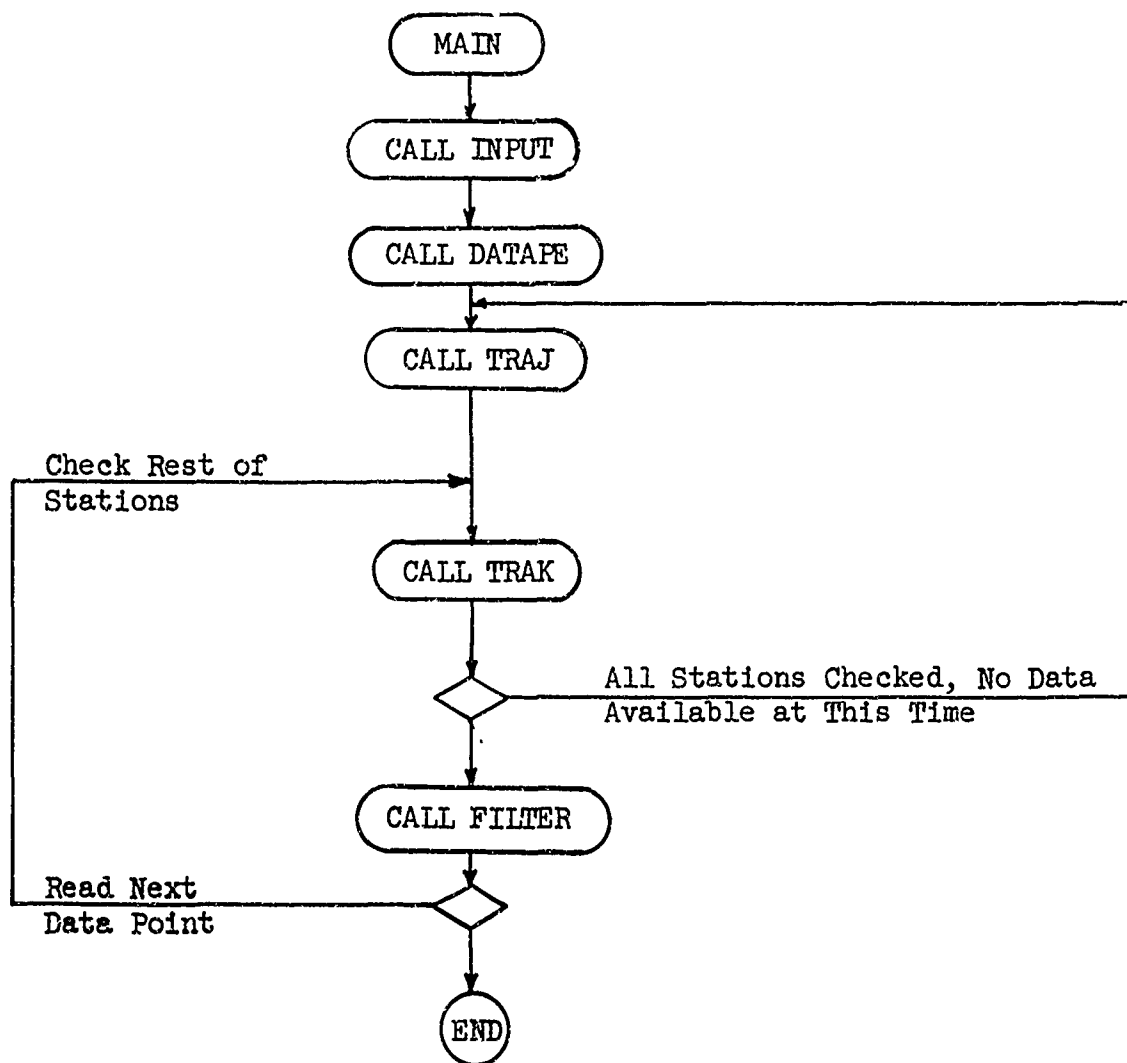 MAIN
CALL INPUT
CALL DATAPE
CALL TRAJ
Check Rest of
Stations
CALL TRAK
All Stations Checked, No Data
Available at This Time
CALL FILTER
Read Next
Data Point
END